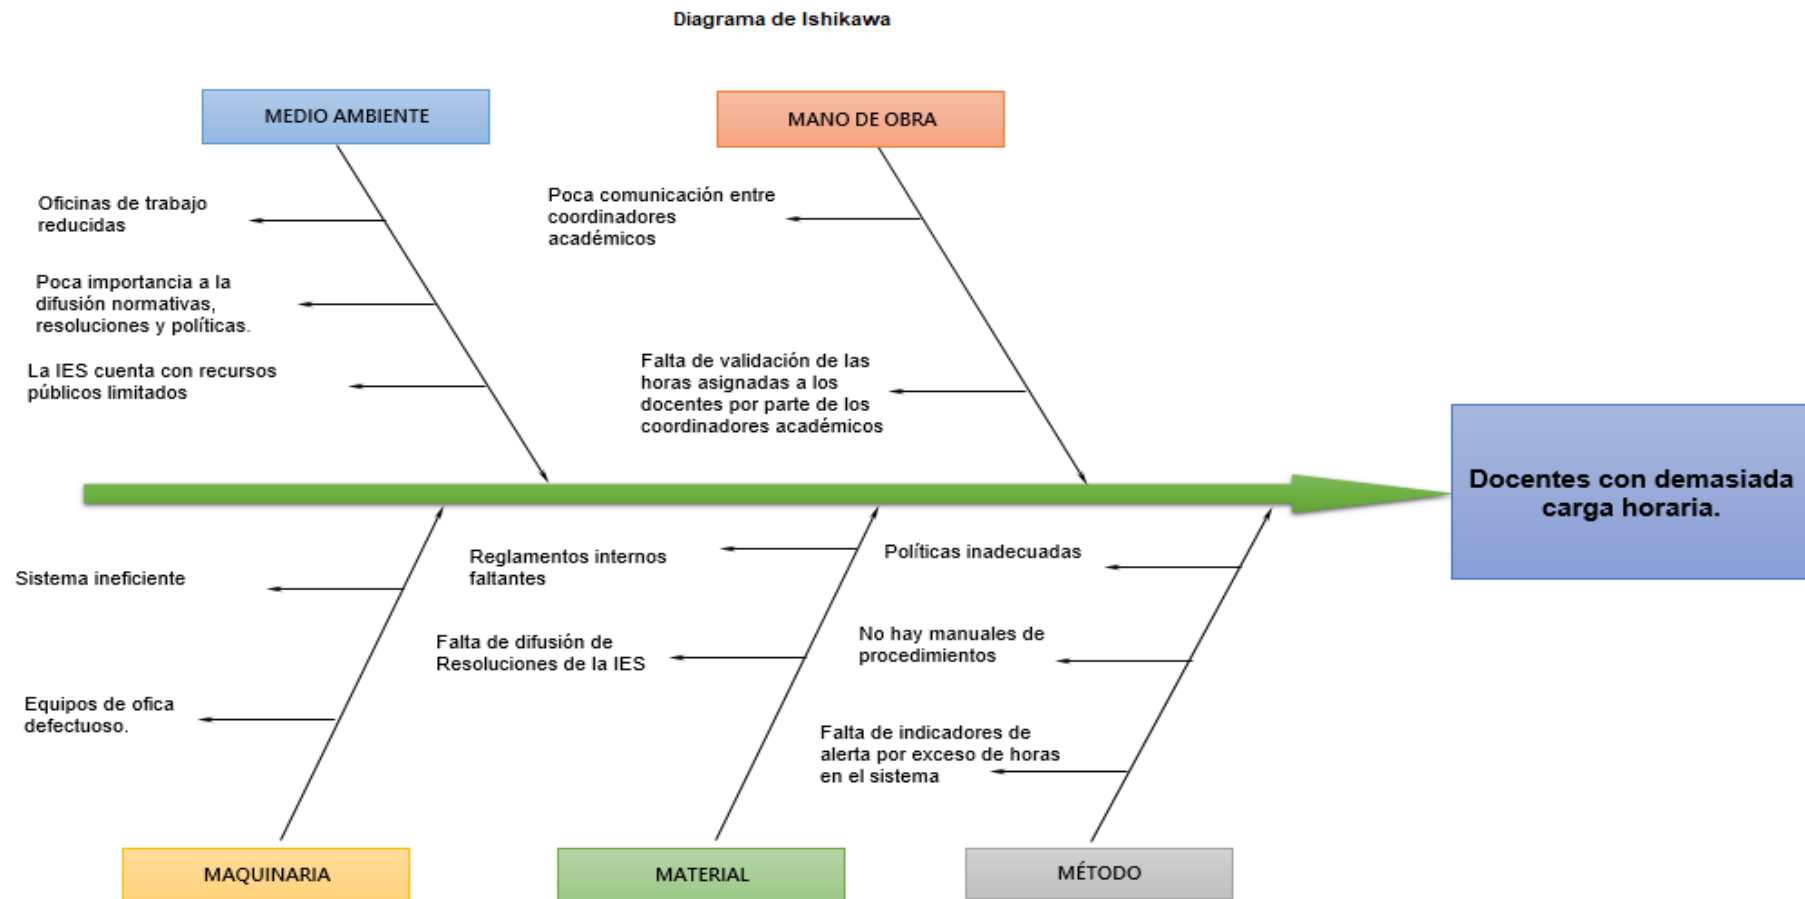 Diagrama de Ishikawa
MEDIO AMBIENTE
MANO DE OBRA
Oficinas de trabajo
reducidas
Poca importancia a la
difusión normativas,
resoluciones y políticas.
La IES cuenta con recursos
públicos limitados
Poca comunicación entre
coordinadores
académicos
Falta de validación de las
horas asignadas a los
docentes por parte de los
coordinadores académicos
Docentes con demasiada
carga horaria.
Sistema ineficiente
Equipos de ofica
defectuoso.
Reglamentos internos
faltantes
Falta de difusión de
Resoluciones de la IES
Políticas inadecuadas
No hay manuales de
procedimientos
Falta de indicadores de
alerta por exceso de horas
en el sistema
MAQUINARIA
MATERIAL
MÉTODO